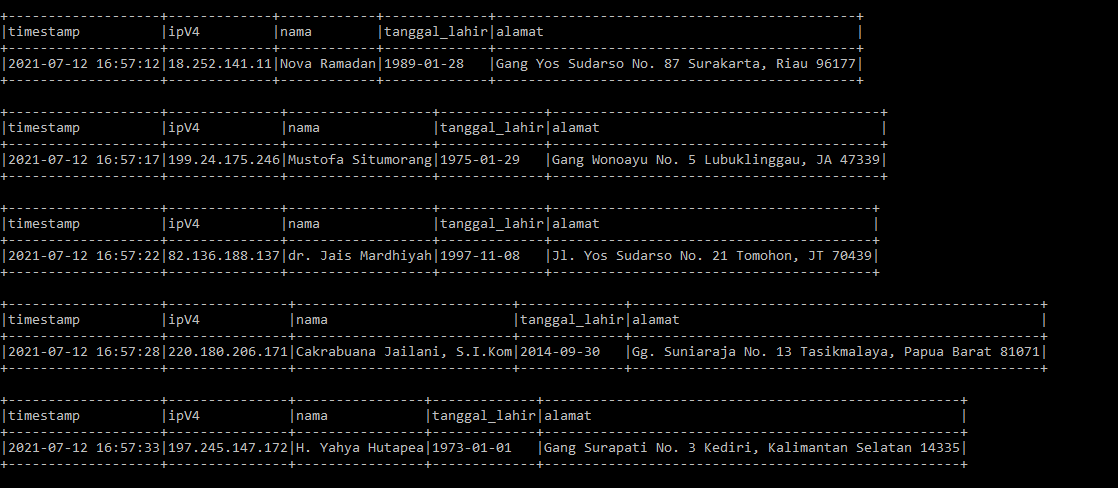 +-------------------+-------------+------------+-------------+----------------------------------------------+
|timestamp          |ipV4         |nama        |tanggal_lahir|alamat                                        |
+-------------------+-------------+------------+-------------+----------------------------------------------+
|2021-07-12 16:57:12|18.252.141.11|Nova Ramadan|1989-01-28   |Gang Yos Sudarso No. 87 Surakarta, Riau 96177|
+-------------------+-------------+------------+-------------+----------------------------------------------+
+-------------------+--------------+------------------+-------------+-----------------------------------------+
|timestamp          |ipV4          |nama              |tanggal_lahir|alamat                                   |
+-------------------+--------------+------------------+-------------+-----------------------------------------+
|2021-07-12 16:57:17|199.24.175.246|Mustofa Situmorang|1975-01-29   |Gang Wonoayu No. 5 Lubuklinggau, JA 47339|
+-------------------+--------------+------------------+-------------+-----------------------------------------+
+-------------------+--------------+------------------+-------------+----------------------------------------+
|timestamp          |ipV4          |nama              |tanggal_lahir|alamat                                  |
+-------------------+--------------+------------------+-------------+----------------------------------------+
|2021-07-12 16:57:22|82.136.188.137|dr. Jais Mardhiyah|1997-11-08   |Jl. Yos Sudarso No. 21 Tomohon, JT 70439|
+-------------------+--------------+------------------+-------------+----------------------------------------+
+-------------------+---------------+---------------------------+-------------+---------------------------------------------------+
|timestamp          |ipV4           |nama                       |tanggal_lahir|alamat                                             |
+-------------------+---------------+---------------------------+-------------+---------------------------------------------------+
|2021-07-12 16:57:28|220.180.206.171|Cakrabuana Jailani, S.I.Kom|2014-09-30   |Gg. Suniaraja No. 13 Tasikmalaya, Papua Barat 81071|
+-------------------+---------------+---------------------------+-------------+---------------------------------------------------+
+-------------------+---------------+----------------+-------------+----------------------------------------------------+
|timestamp          |ipV4           |nama            |tanggal_lahir|alamat                                              |
+-------------------+---------------+----------------+-------------+----------------------------------------------------+
|2021-07-12 16:57:33|197.245.147.172|H. Yahya Hutapea|1973-01-01   |Gang Surapati No. 3 Kediri, Kalimantan Selatan 14335|
+-------------------+---------------+----------------+-------------+----------------------------------------------------+